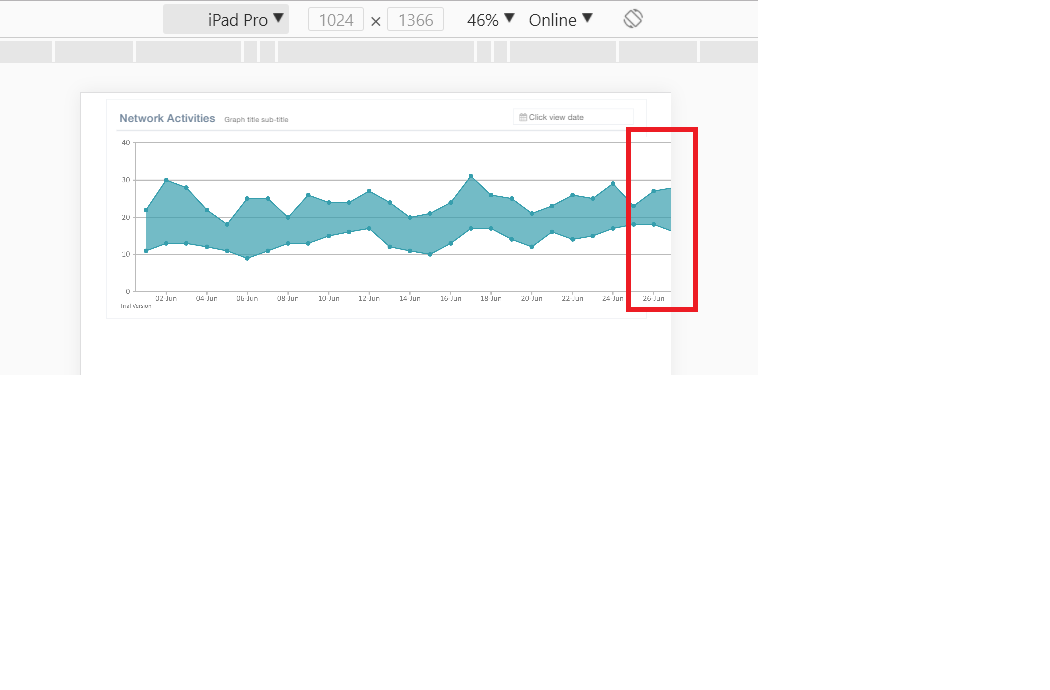 iPad Pro ▼ 1024 × 1366 46% ▼ Online ▼
Network Activities Graph title sub-title Click view date
40
30
20
10
0
02 Jun 04 Jun 06 Jun 08 Jun 10 Jun 12 Jun 14 Jun 16 Jun 18 Jun 20 Jun 22 Jun 24 Jun 26 Jun
Trial Version